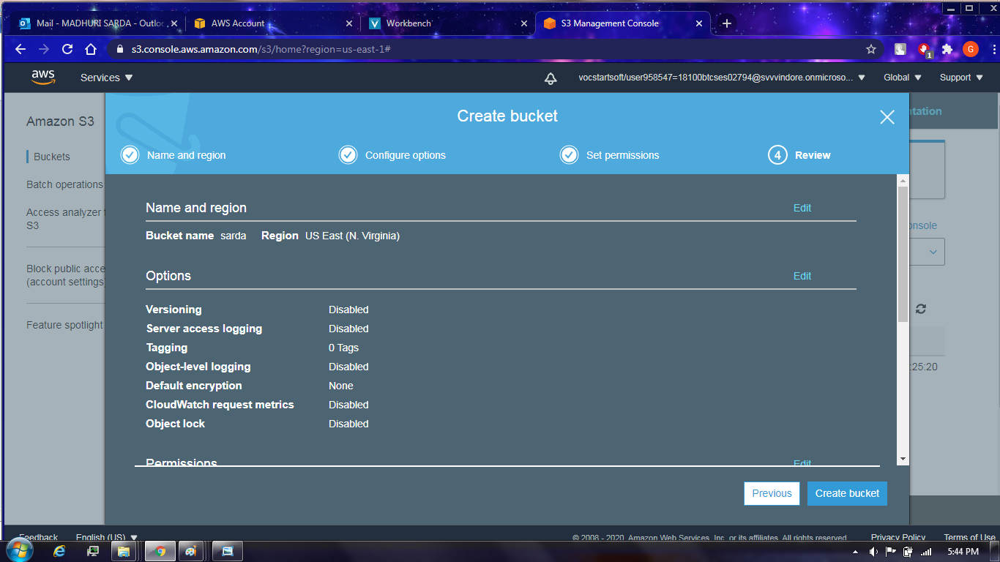 Mail - MADHURI SARDA - Outloo
AWS Account
Workbench
S3 Management Console
s3.console.aws.amazon.com/s3/home?region=us-east-1#
1
G
aws
Services
vocstartsoft/user958547=18100btcses02794@svvvindore.onmicroso...
Global
Support
Create bucket
Name and region
Configure options
Set permissions
4
Review
Amazon S3
Buckets
Batch operations
Access analyzer
S3
Block public acce
(account settings)
Feature spotlight
ntation
onsole
:25:20
Name and region
Edit
Bucket name sarda Region US East (N. Virginia)
Options
Edit
Versioning Disabled
Server access logging Disabled
Tagging 0 Tags
Object-level logging Disabled
Default encryption None
CloudWatch request metrics Disabled
Object lock Disabled
Permissions
Edit
Previous
Create bucket
Feedback
English (US)
© 2008 - 2020, Amazon Web Services, Inc. or its affiliates. All rights reserved.
Privacy Policy
Terms of Use
5:44 PM